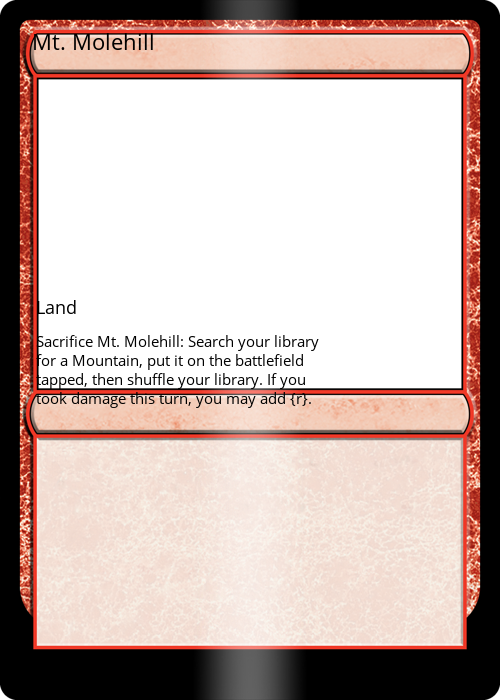 Mt. Molehill
Land
Sacrifice Mt. Molehill: Search your library
for a Mountain, put it on the battlefield
tapped, then shuffle your library. If you
took damage this turn, you may add {r}.